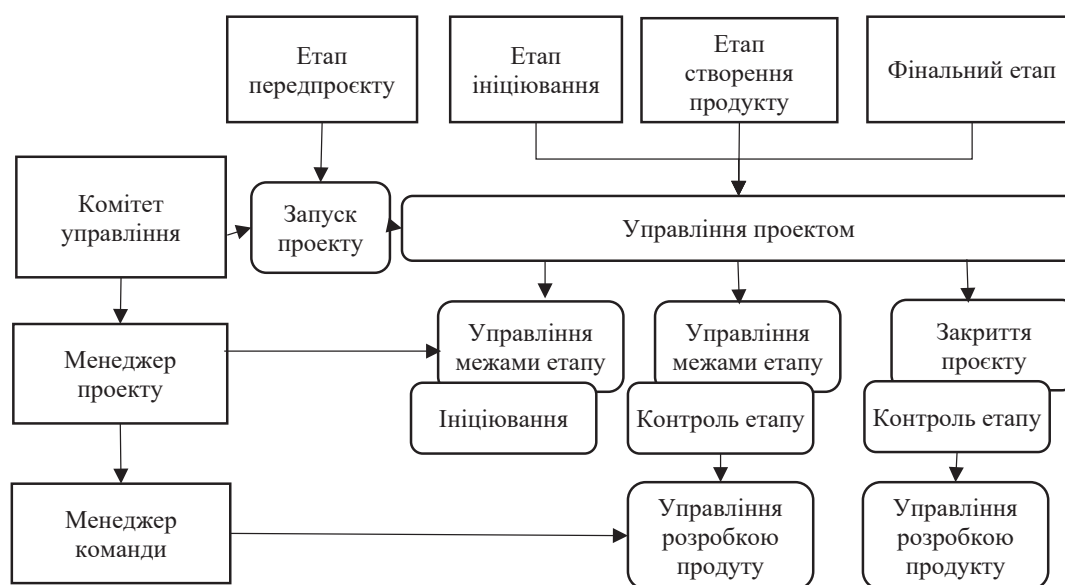 Етап
передпроєкту
Етап
ініціювання
Етап
створення
продукту
Фінальний етап
Комітет
управління
Запуск
проекту
Управління проектом
Менеджер
проекту
Управління
межами етапу
Управління
межами етапу
Закриття
проєкту
Ініціювання
Контроль етапу
Контроль етапу
Менеджер
команди
Управління
розробкою
продуту
Управління
розробкою
продукту